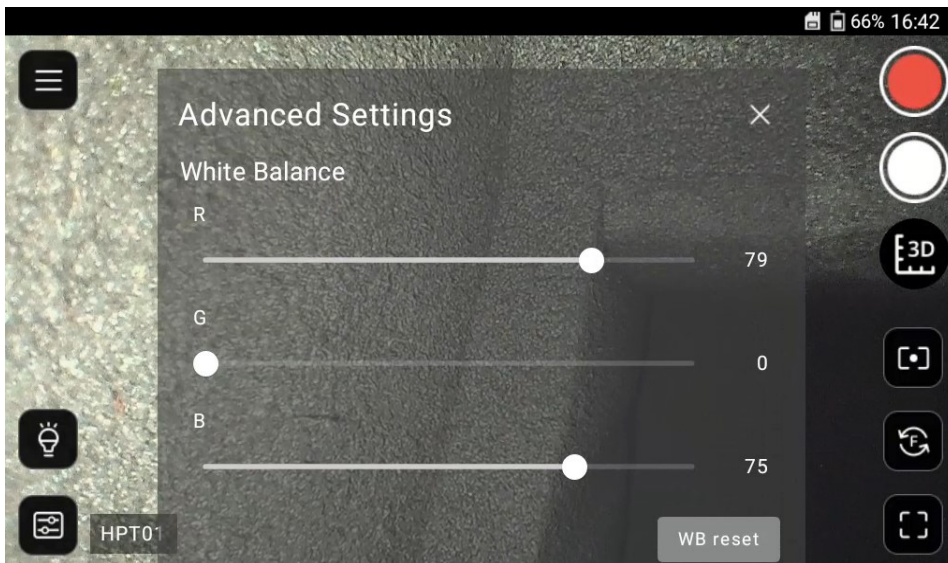 66% 16:42
Advanced Settings
White Balance
R
79
G
0
3D
B
75
F
HPT01
WB reset